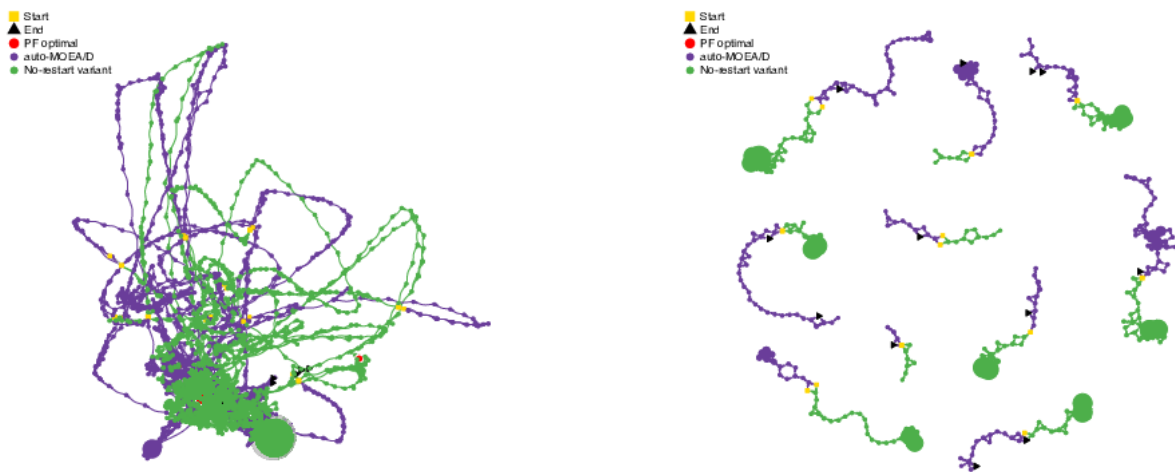 Start
End
PF optimal
auto-MOEA/D
No-restart variant
Start
End
PF optimal
auto-MOEA/D
No-restart variant